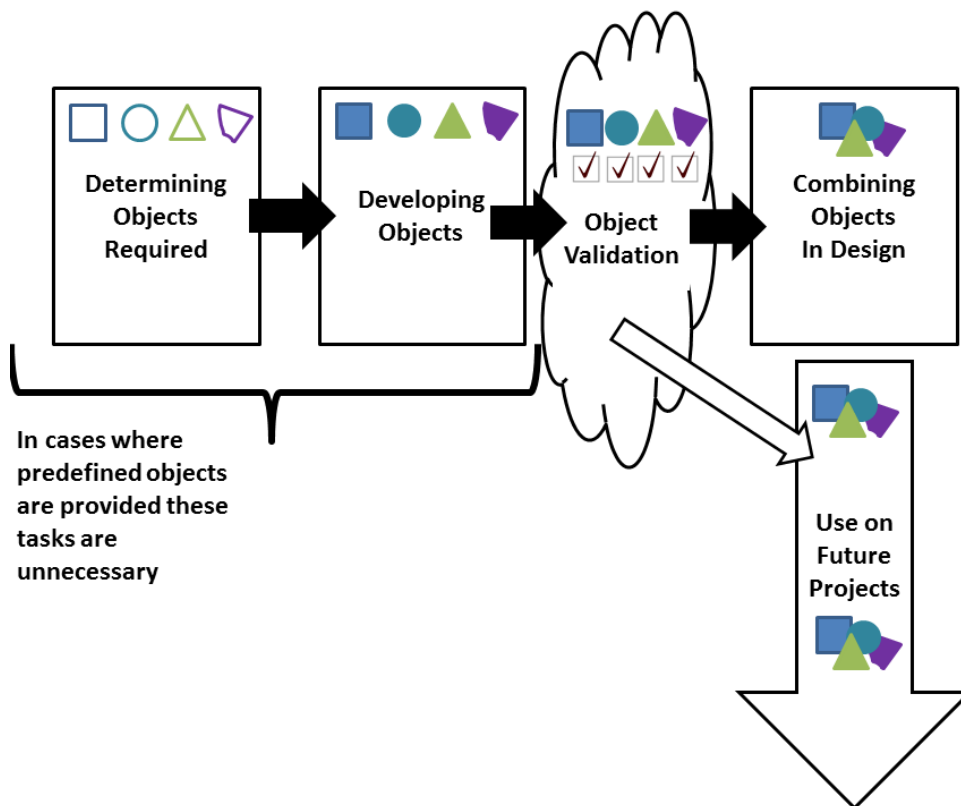 Determining
Objects
Required
Developing
Objects
Object
Validation
Combining
Objects
In Design
In cases where
predefined objects
are provided these
tasks are
unnecessary
Use on
Future
Projects